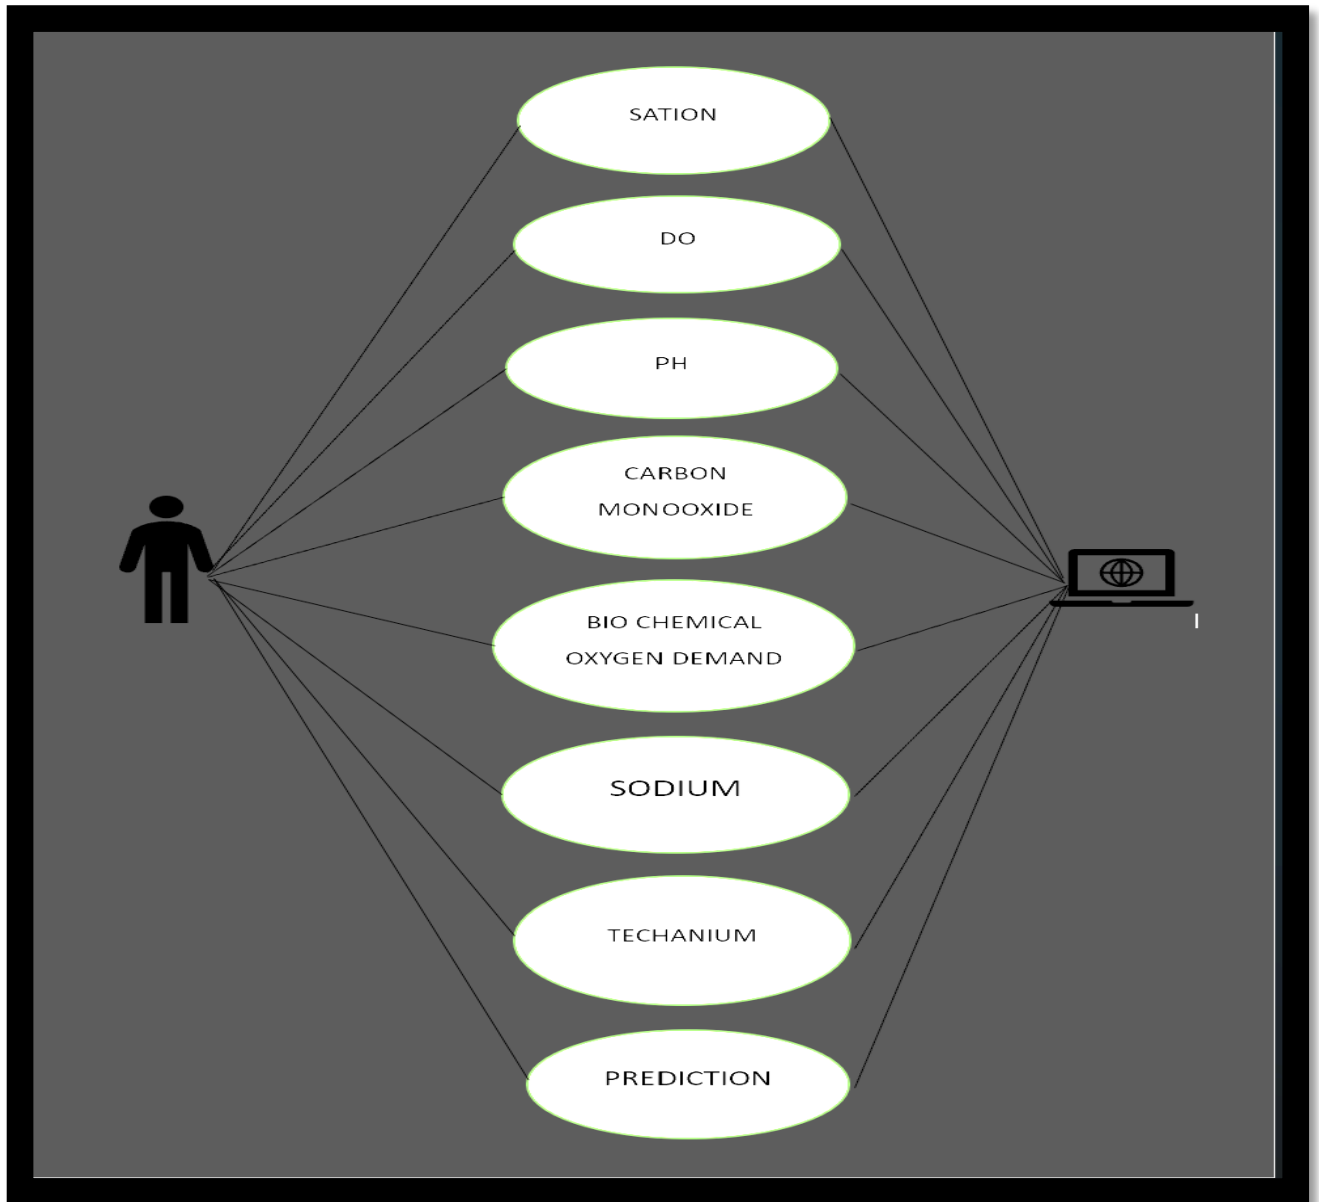 SATION
DO
PH
CARBON
MONOOXIDE
BIO CHEMICAL
OXYGEN DEMAND
SODIUM
TECHANIUM
PREDICTION